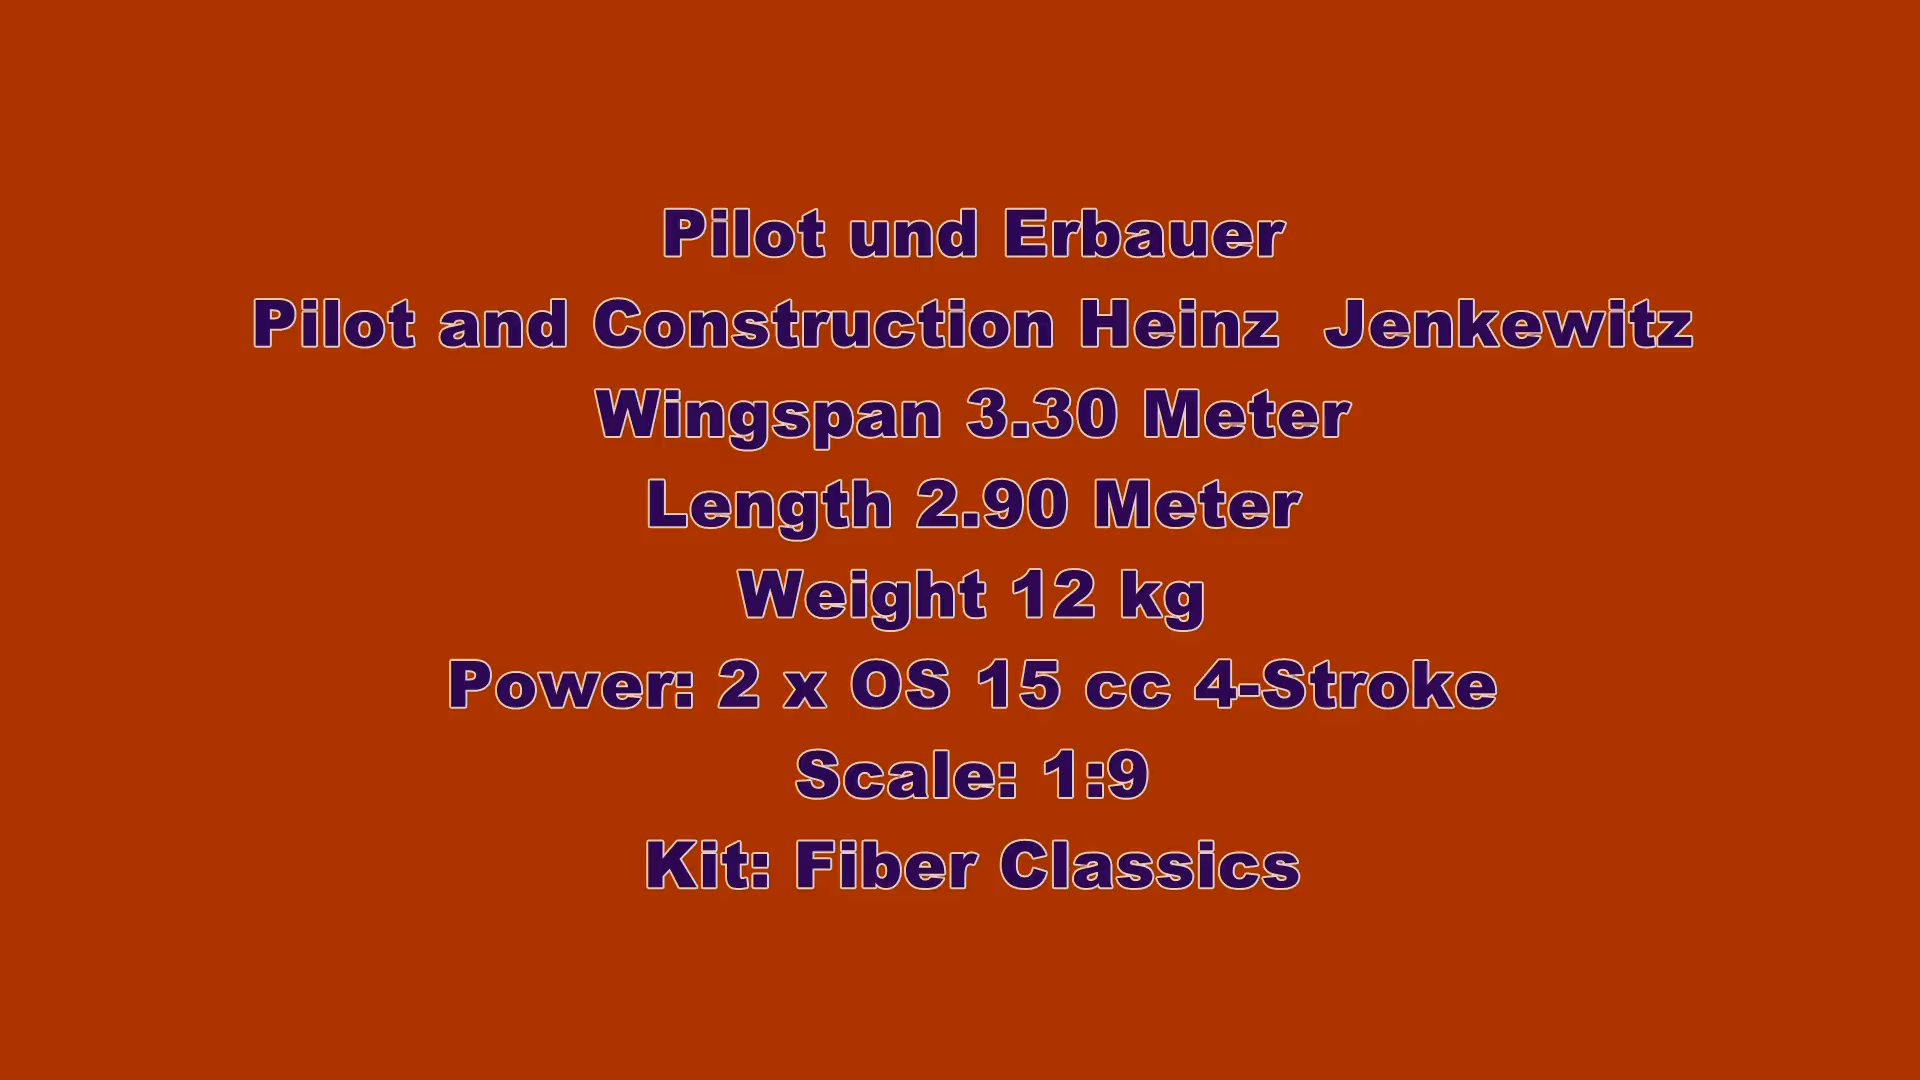 Pilot und Erbauer
Pilot and Construction Heinz  Jenkewitz
Wingspan 3.30 Meter
Length 2.90 Meter
Weight 12 kg
Power: 2 x OS 15 cc 4-Stroke
Scale: 1:9
Kit: Fiber Classics